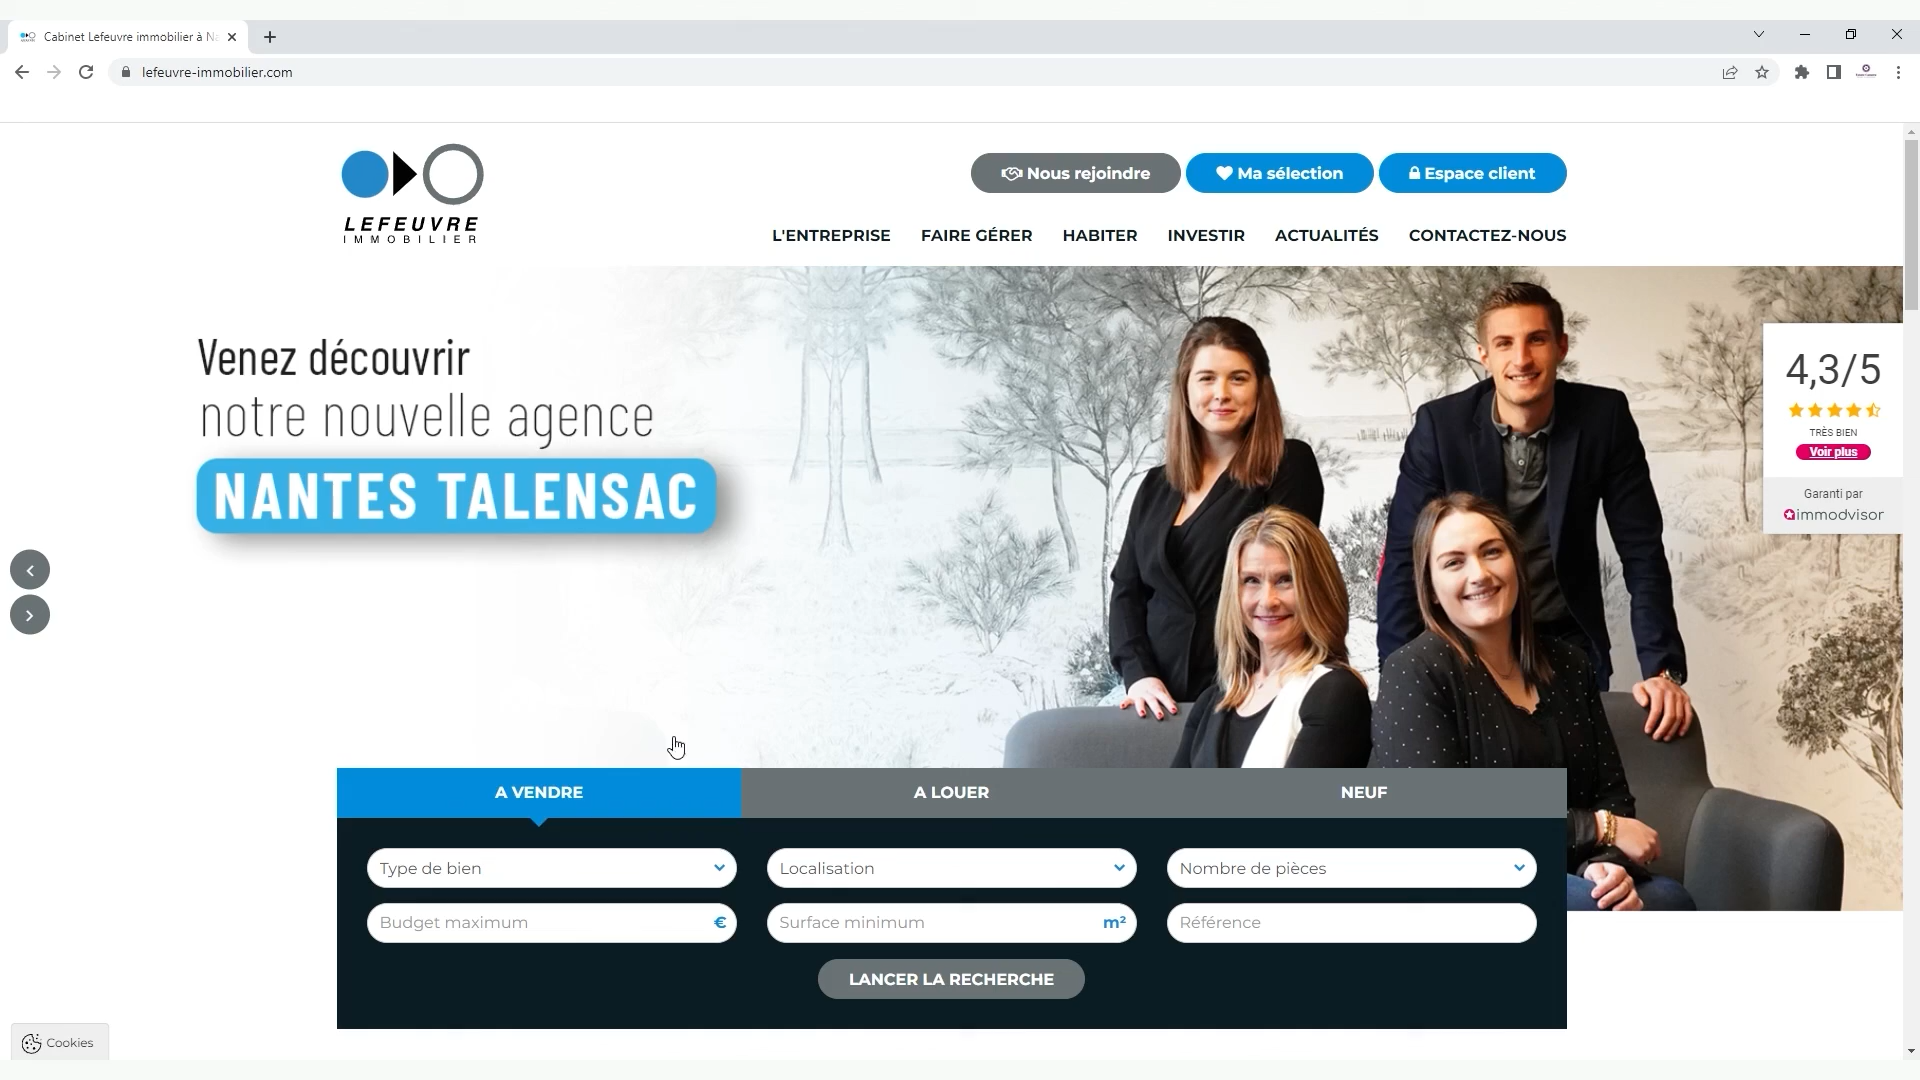 Cabinet Lefeuvre immobilier à Na
lefeuvre-immobilier.com
LEFEUVRE
IMMOBILIER
Nous rejoindre
Ma sélection
Espace client
L'ENTREPRISE
FAIRE GÉRER
HABITER
INVESTIR
ACTUALITÉS
CONTACTEZ-NOUS
Venez découvrir
notre nouvelle agence
NANTES TALENSAC
4,3/5
TRÈS BIEN
Voir plus
Garanti par
immodvisor
A VENDRE
A LOUER
NEUF
Type de bien
Localisation
Nombre de pièces
Budget maximum
€
Surface minimum
m²
Référence
LANCER LA RECHERCHE
Cookies